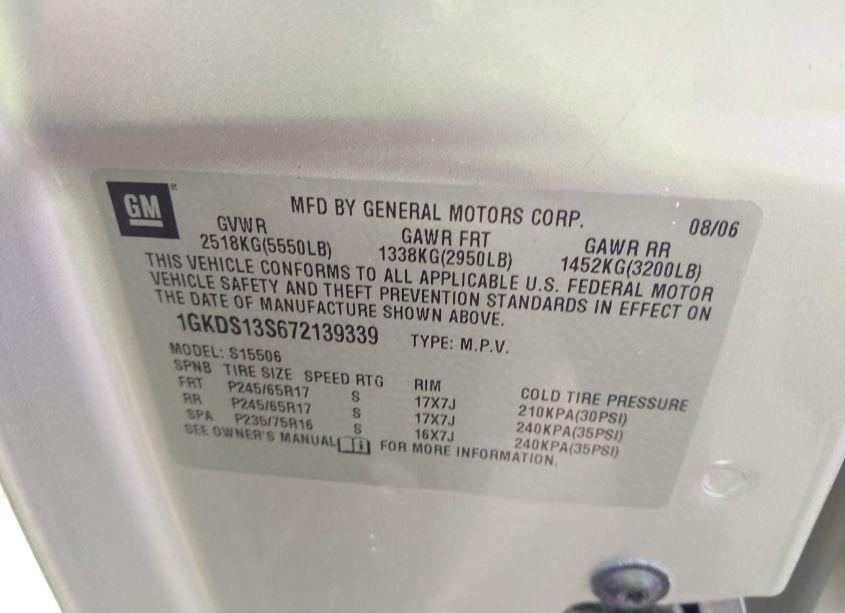 GM®
MFD BY GENERAL MOTORS CORP. 08/06
GVWR GAWR FRT GAWR RR
2518KG(5550LB) 1338KG(2950LB) 1452KG(3200LB)
THIS VEHICLE CONFORMS TO ALL APPLICABLE U.S. FEDERAL MOTOR
VEHICLE SAFETY AND THEFT PREVENTION STANDARDS IN EFFECT ON
THE DATE OF MANUFACTURE SHOWN ABOVE.
1GKDS13S672139339 TYPE: M.P.V.
MODEL: S15506
SPNB TIRE SIZE SPEED RTG RIM COLD TIRE PRESSURE
FRT P245/65R17 S 17X7J 210KPA(30PSI)
RR P245/65R17 S 17X7J 240KPA(35PSI)
SPA P235/75R16 S 16X7J 240KPA(35PSI)
SEE OWNER'S MANUAL FOR MORE INFORMATION.